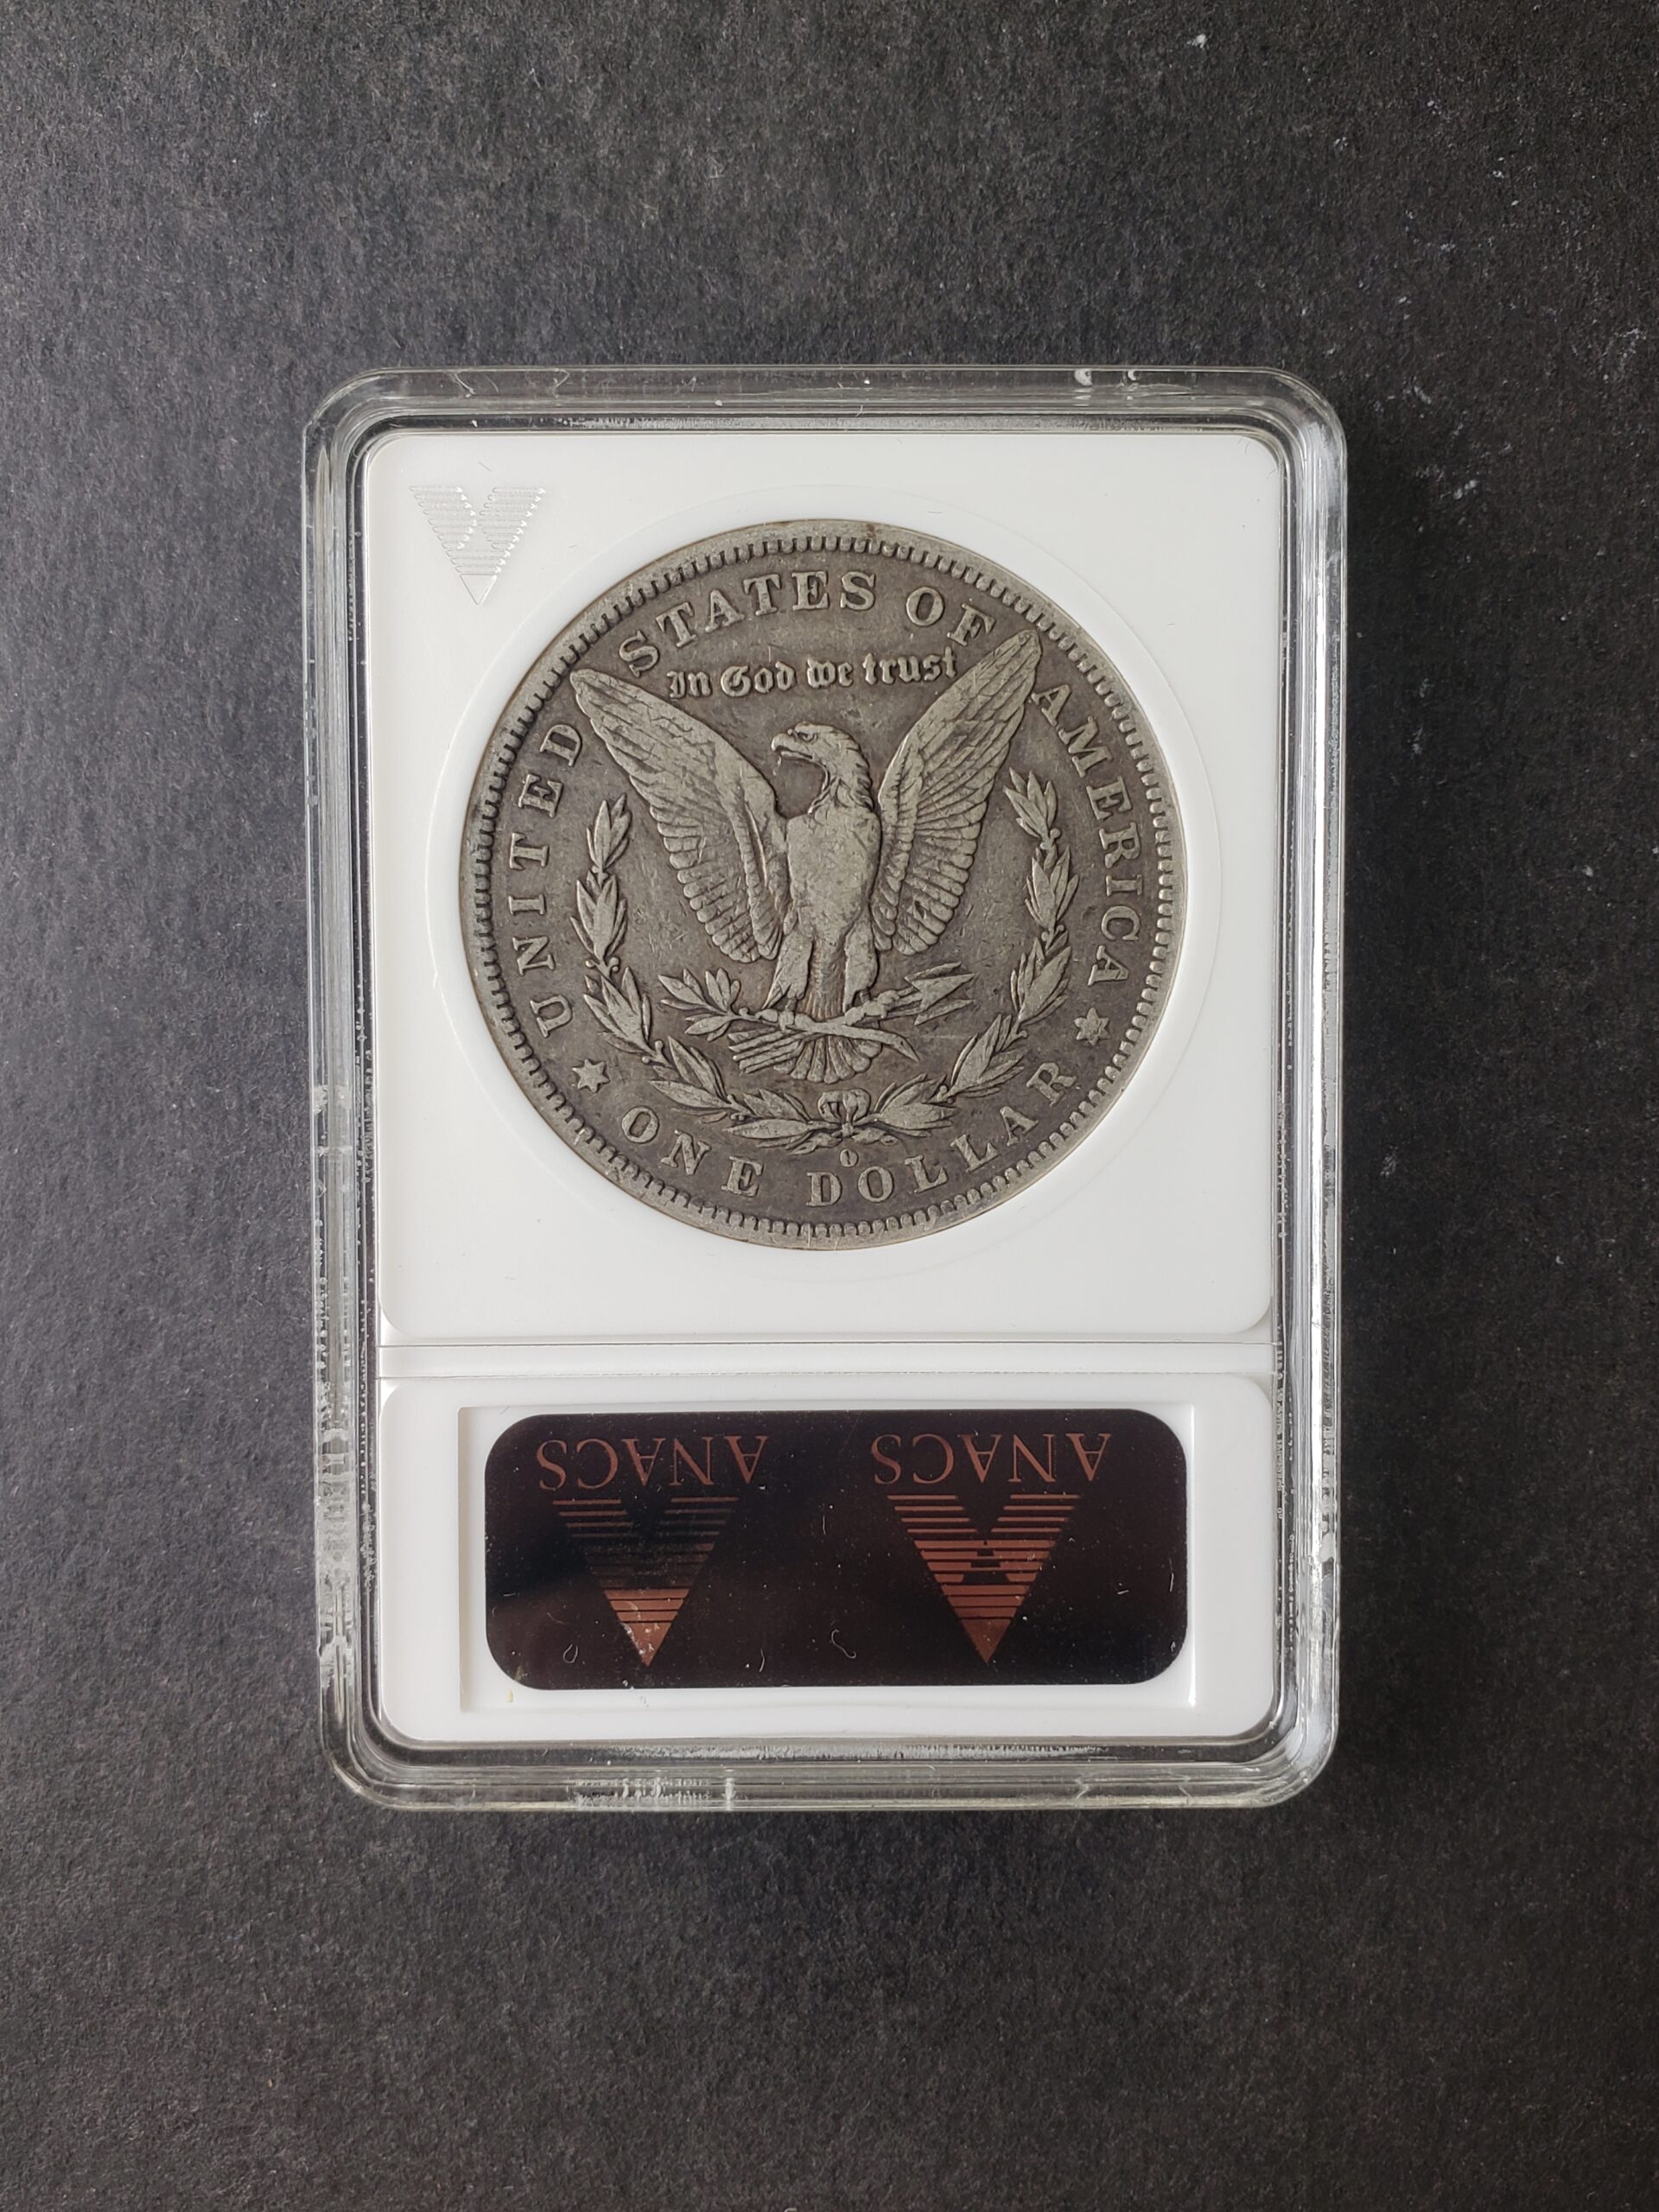 UNITED STATES OF AMERICA
In God we trust
O
ONE DOLLAR
ANACS ANACS